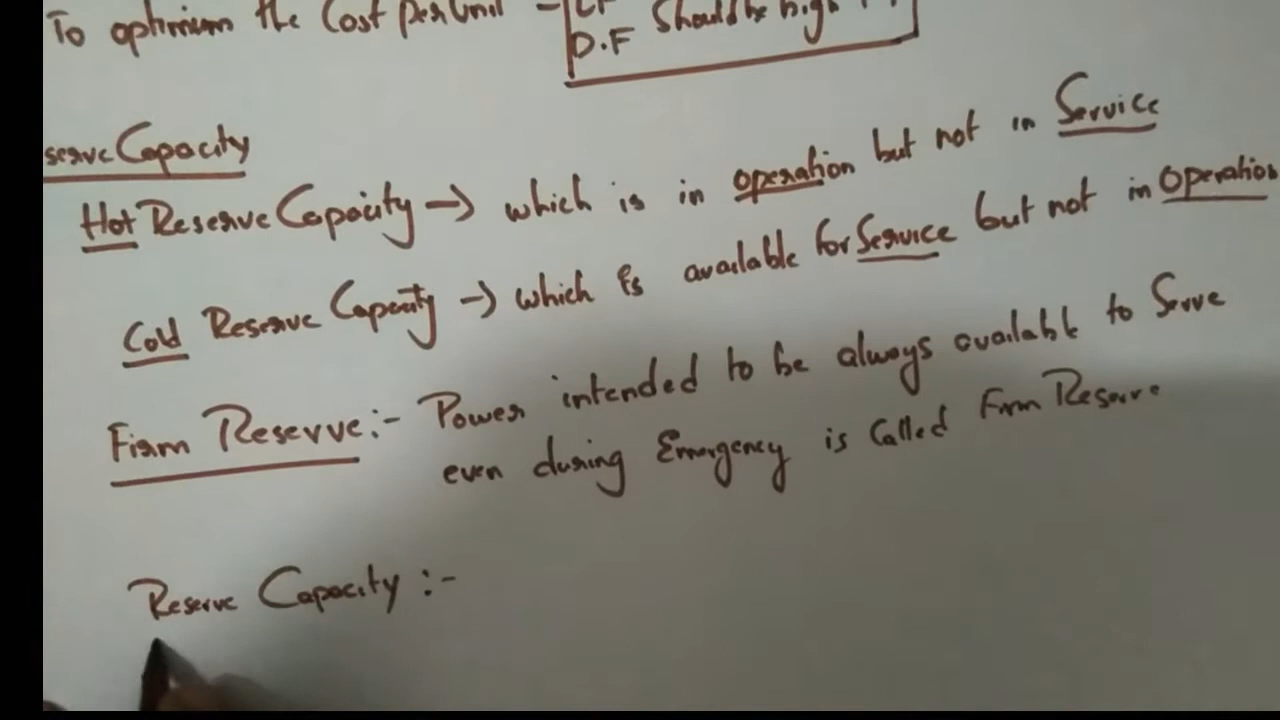 To optimum the Cost per Unit - LF
D.F Should be high
serve Capacity
Hot Reserve Capacity → which is in operation but not in Service
Cold Reserve Capacity → which is available for Service but not in Operation
Firm Reserve:- Power intended to be always available to Serve
even during Emergency is Called Firm Reserve
Reserve Capacity :-